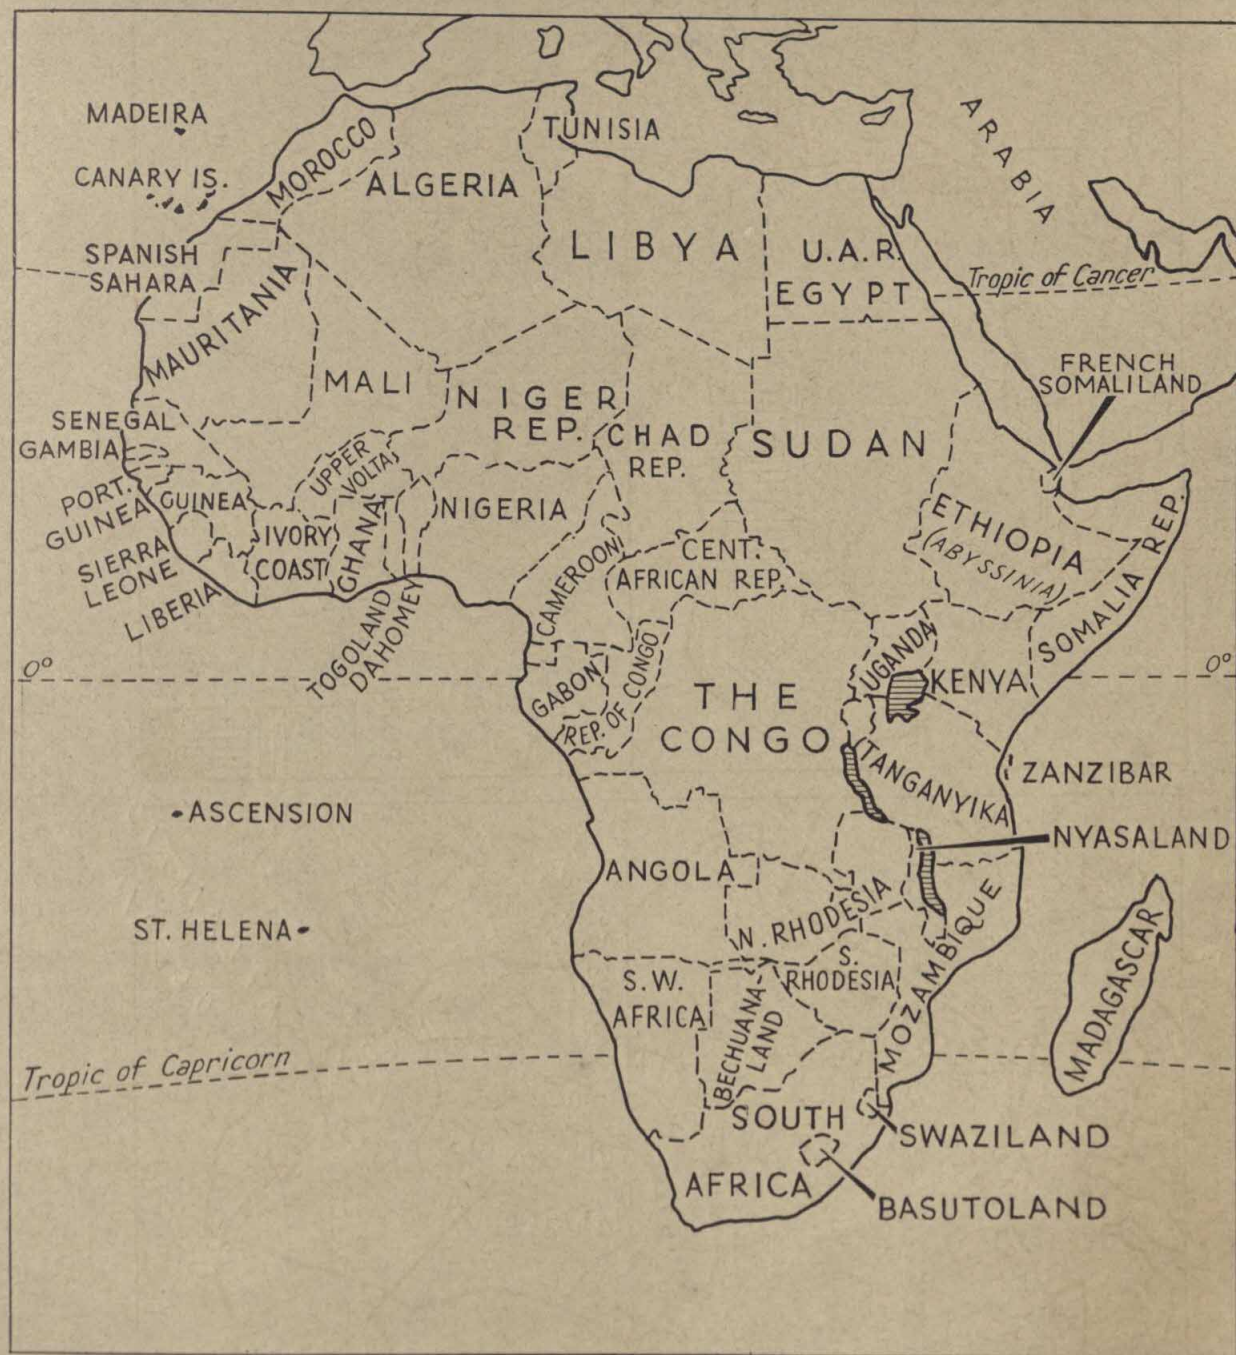 MADEIRA
CANARY IS.
MOROCCO
ALGERIA
TUNISIA
ARABIA
SPANISH
SAHARA
LIBYA
U.A.R.
EGYPT
Tropic of Cancer
MAURITANIA
MALI
NIGER
REP.
CHAD
REP.
SUDAN
FRENCH
SOMALILAND
SENEGAL
GAMBIA
PORT.
GUINEA
GUINEA
SIERRA
LEONE
LIBERIA
UPPER
VOLTA
IVORY
COAST
GHANA
TOGOLAND
DAHOMEY
NIGERIA
CAMEROON
CENT.
AFRICAN REP.
ETHIOPIA
(ABYSSINIA)
SOMALIA REP.
0°
0°
GABON
REP. OF CONGO
THE
CONGO
UGANDA
KENYA
TANGANYIKA
ZANZIBAR
ASCENSION
NYASALAND
ANGOLA
ST. HELENA
N. RHODESIA
S.
RHODESIA
MOZAMBIQUE
MADAGASCAR
S.W.
AFRICA
BECHUANA-
LAND
Tropic of Capricorn
SOUTH
AFRICA
SWAZILAND
BASUTOLAND